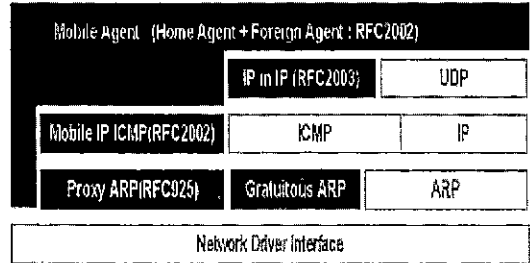 Mobile Agent (Home Agent + Foreign Agent : RFC2002)
IP in IP (RFC2003) UDP
Mobile IP ICMP(RFC2002) ICMP IP
Proxy ARP(RFC925) Gratuitous ARP ARP
Network Driver Interface